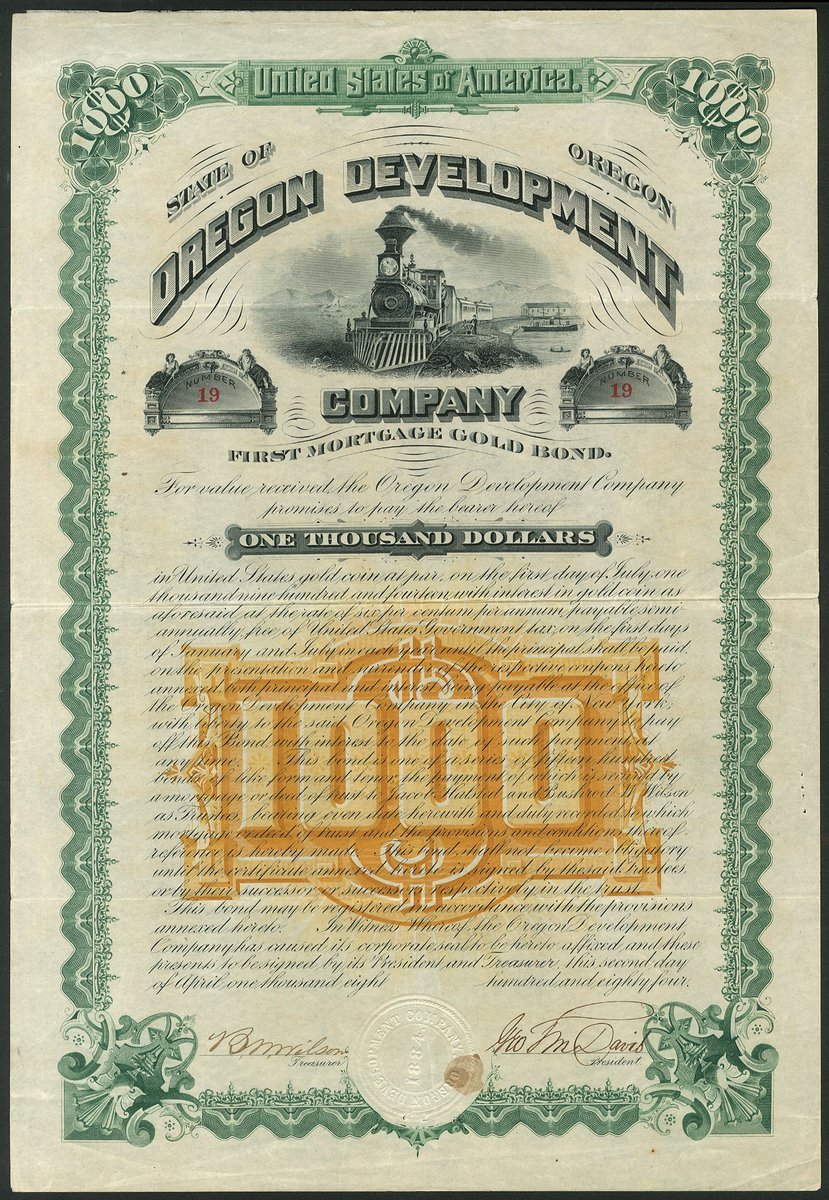 1000
United States of America.
1000
STATE OF OREGON
OREGON DEVELOPMENT
NUMBER
19
NUMBER
19
COMPANY
FIRST MORTGAGE GOLD BOND.
For value received, the Oregon Development Company
promises to pay the bearer hereof
ONE THOUSAND DOLLARS
in United States gold coin at par, on the first day of July, one
thousand nine hundred and fourteen, with interest in gold coin as
aforesaid, at the rate of six per centum per annum, payable semi-
annually, free of United States Government tax, on the first days
of January and July in each year until the principal shall be paid,
on the presentation and surrender of the respective coupons hereto
annexed, both principal and interest being payable at the office of
the Oregon Development Company in the City of New York;
with liberty to the said Oregon Development Company to pay
off this Bond, with interest to the date of such payment, at
any time. This bond is one of a series of fifteen hundred
bonds of like form and tenor, the payment of which is secured by
a mortgage or deed of trust to Jacob Halsted and Bushrod W. Wilson
as Trustees, bearing even date herewith and duly recorded, to which
mortgage or deed of trust and the provisions and conditions thereof
reference is hereby made. This bond shall not become obligatory
until the certificate annexed hereto is signed by the said Trustees,
or by their successor or successors respectively in the trust.
This bond may be registered in accordance with the provisions
annexed hereto. In Witness Whereof, the Oregon Development
Company has caused its corporate seal to be hereto affixed, and these
presents to be signed by its President and Treasurer, this second day
of April, one thousand eight hundred and eighty four.
1000
B W Wilson
Treasurer
OREGON DEVELOPMENT COMPANY
1884
Geo S M David
President